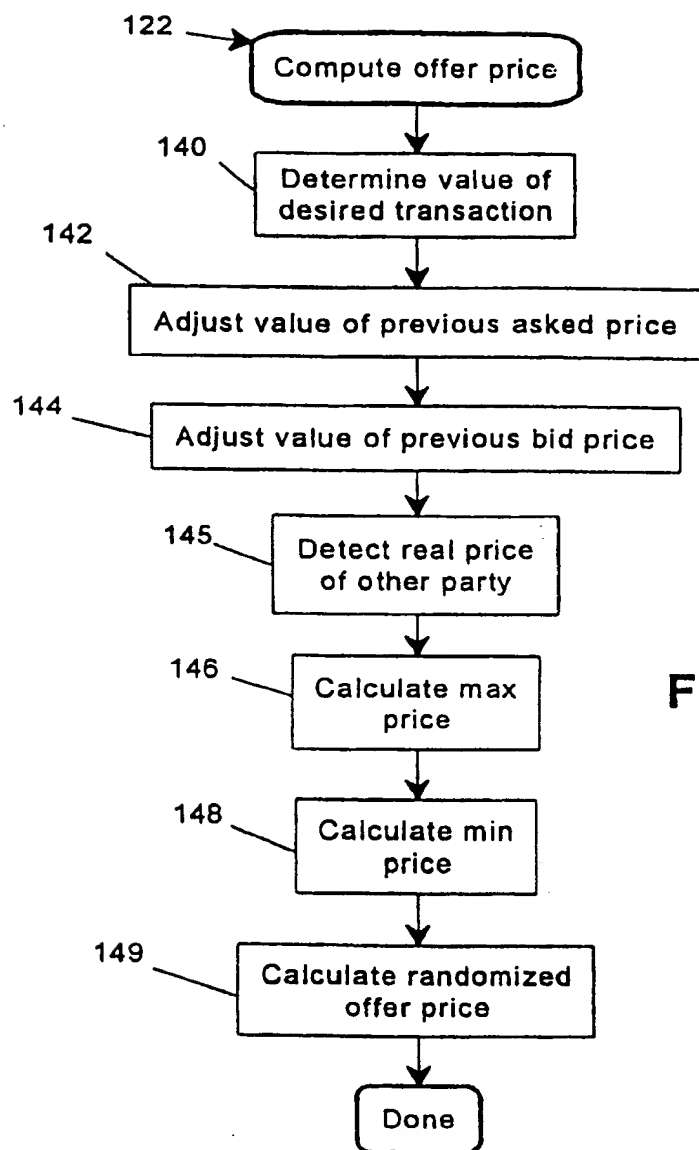 122
Compute offer price
140
Determine value of
desired transaction
142
Adjust value of previous asked price
144
Adjust value of previous bid price
145
Detect real price
of other party
146
Calculate max
price
F
148
Calculate min
price
149
Calculate randomized
offer price
Done